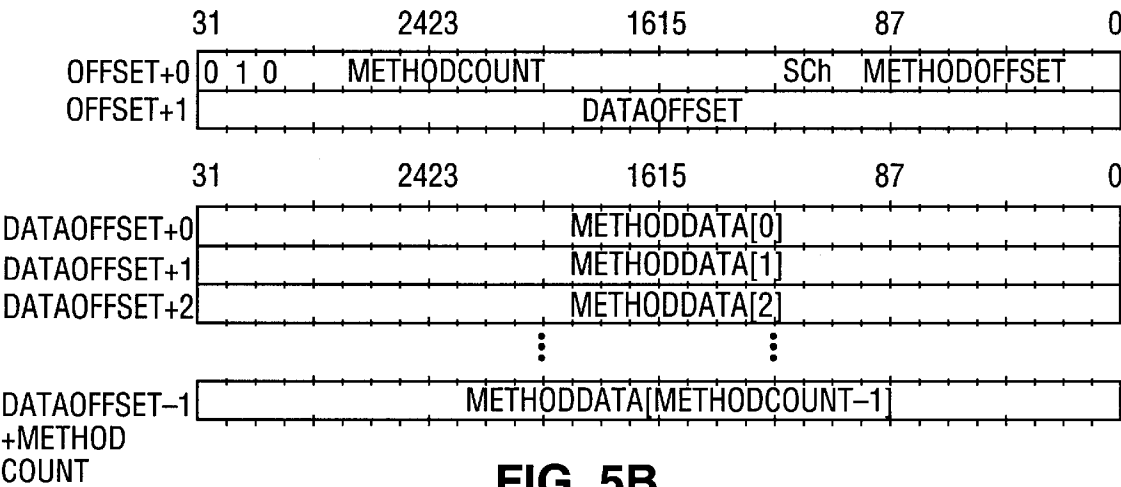 31 2423 1615 87 0
OFFSET+0 0 1 0 METHODCOUNT SCh METHODOFFSET
OFFSET+1 DATAOFFSET
31 2423 1615 87 0
DATAOFFSET+0 METHODDATA[0]
DATAOFFSET+1 METHODDATA[1]
DATAOFFSET+2 METHODDATA[2]
DATAOFFSET–1 METHODDATA[METHODCOUNT–1]
+METHOD
COUNT
FIG. 5B